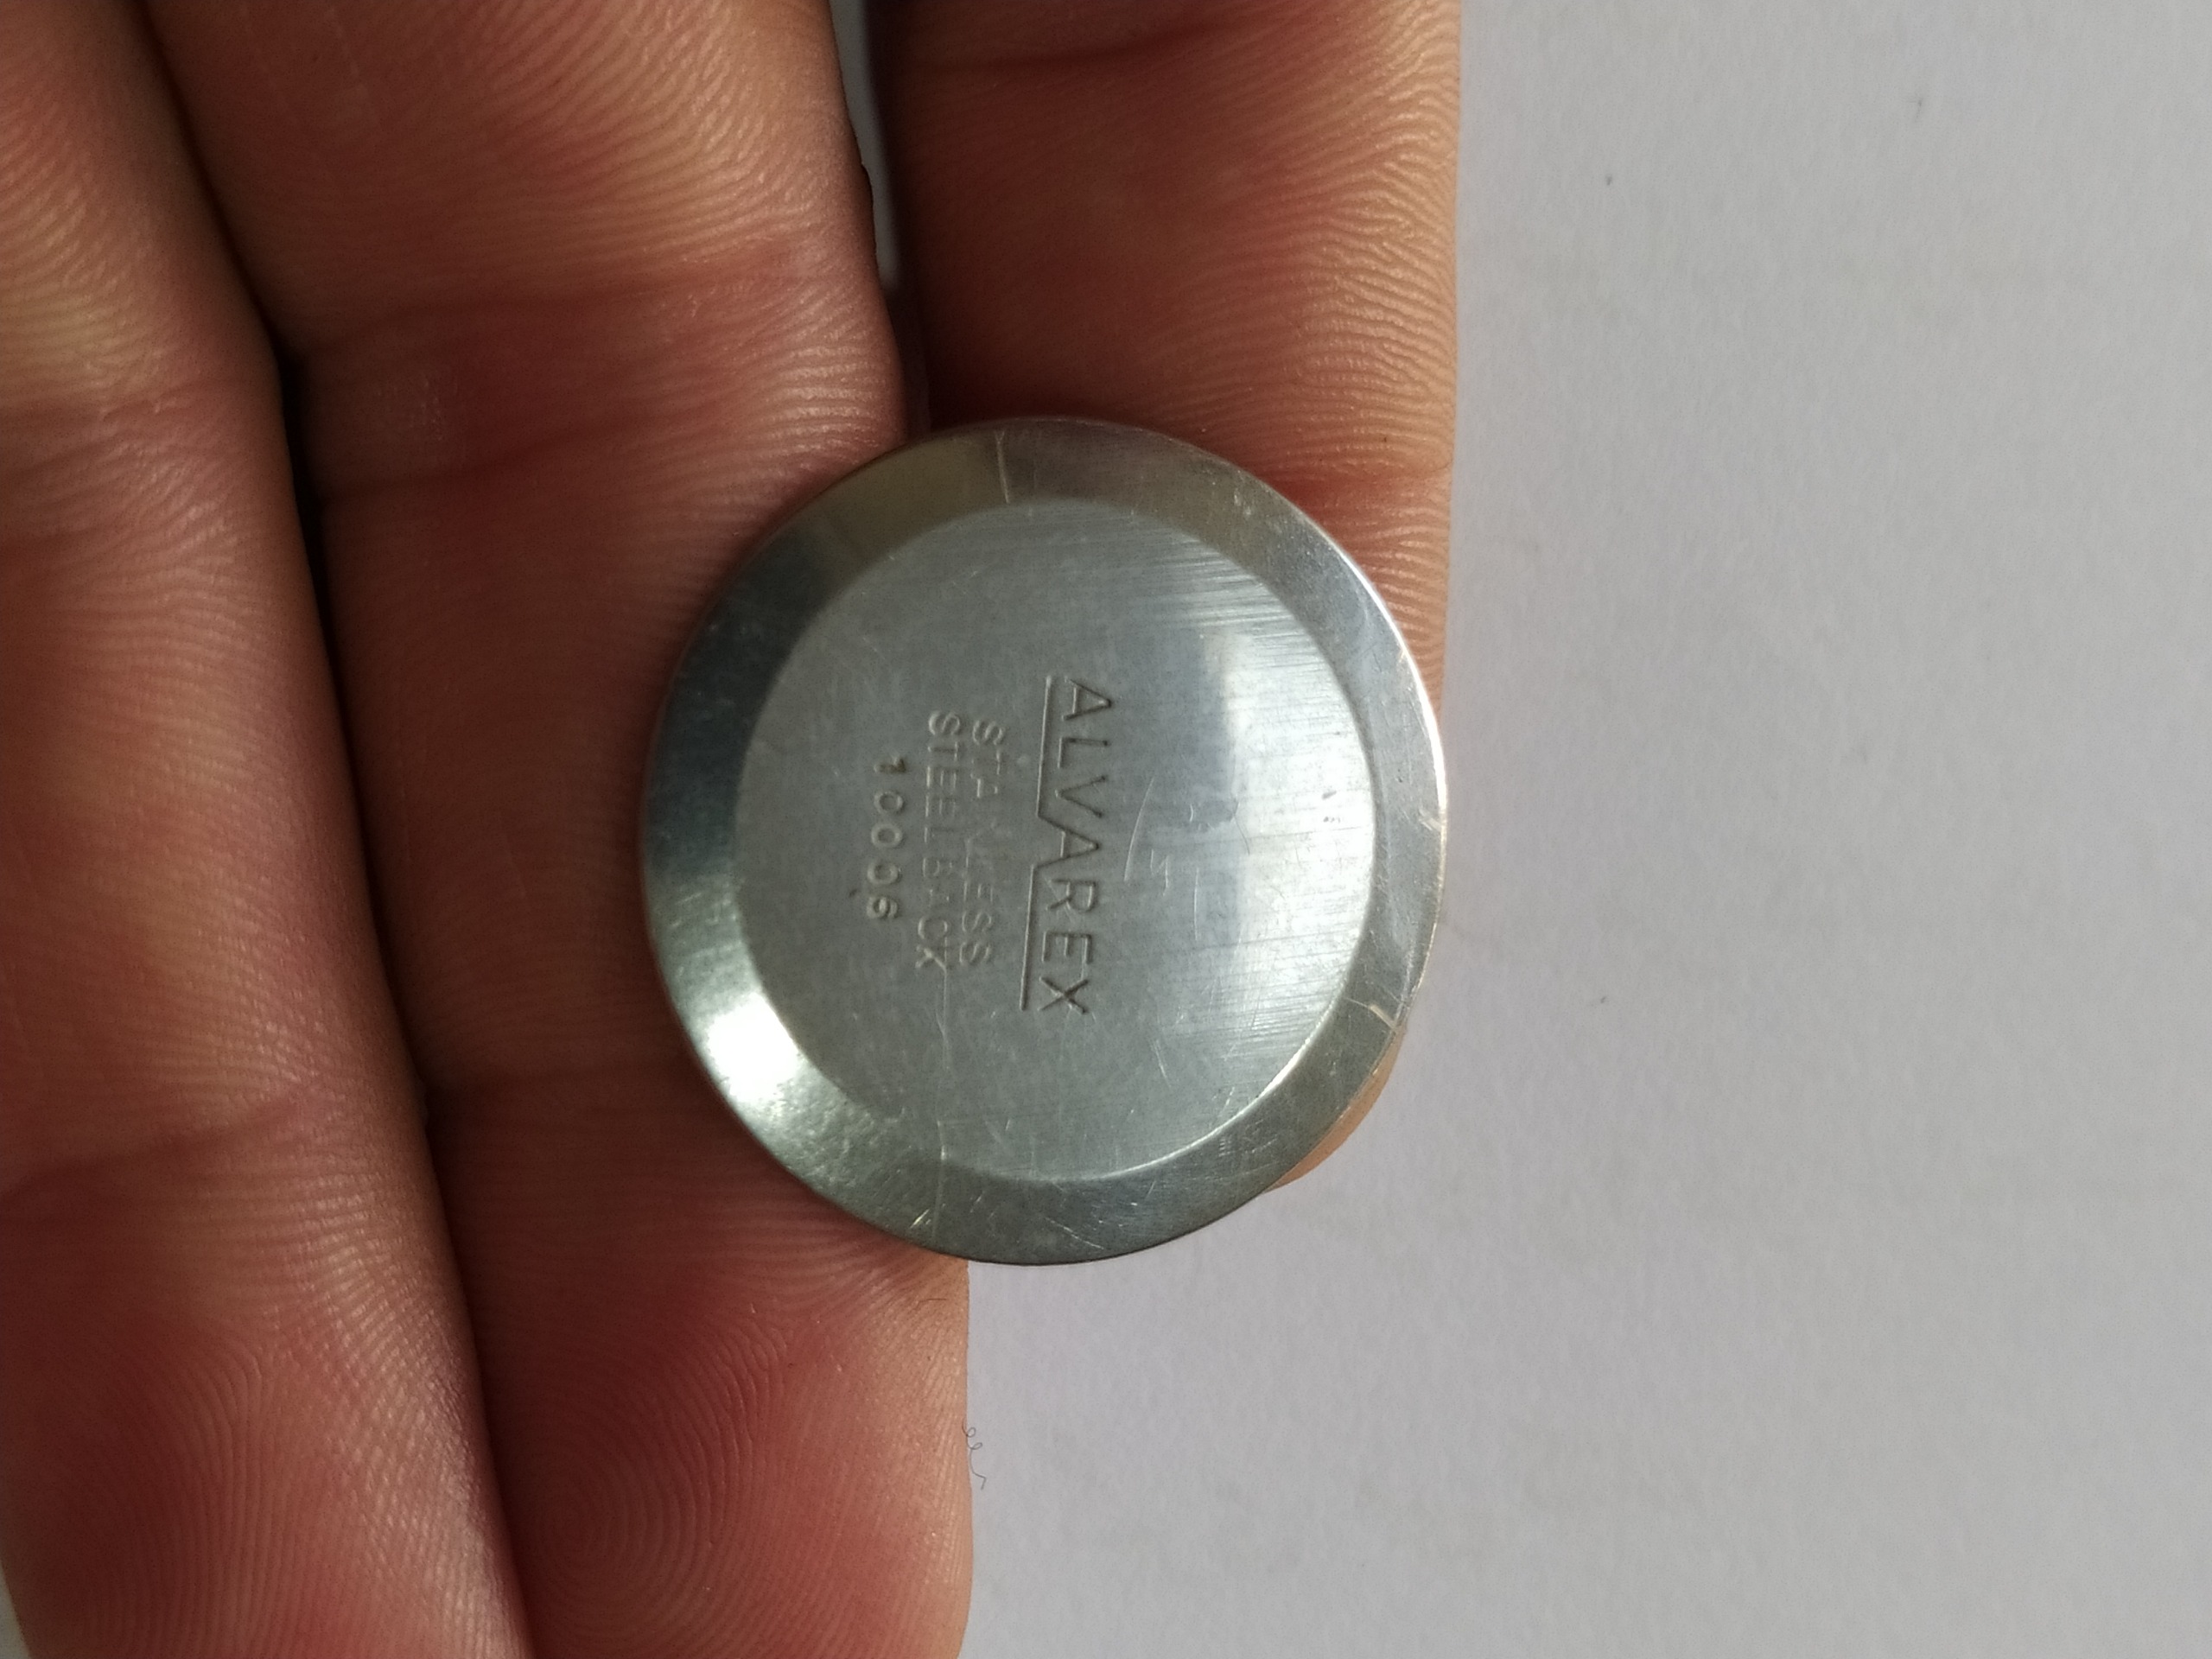 ALVAREX
STAINLESS
STEEL BACK
10006